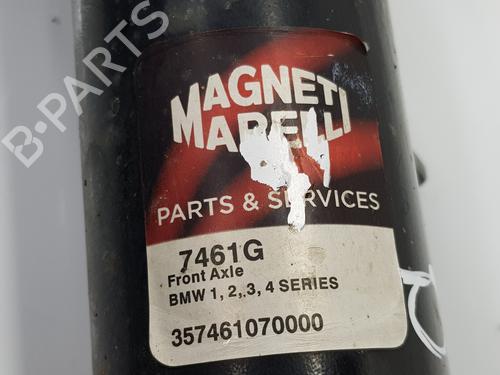 B-PARTS
MAGNETI
MARELLI
PARTS & SERVICES
7461G
Front Axle
BMW 1, 2, 3, 4 SERIES
357461070000